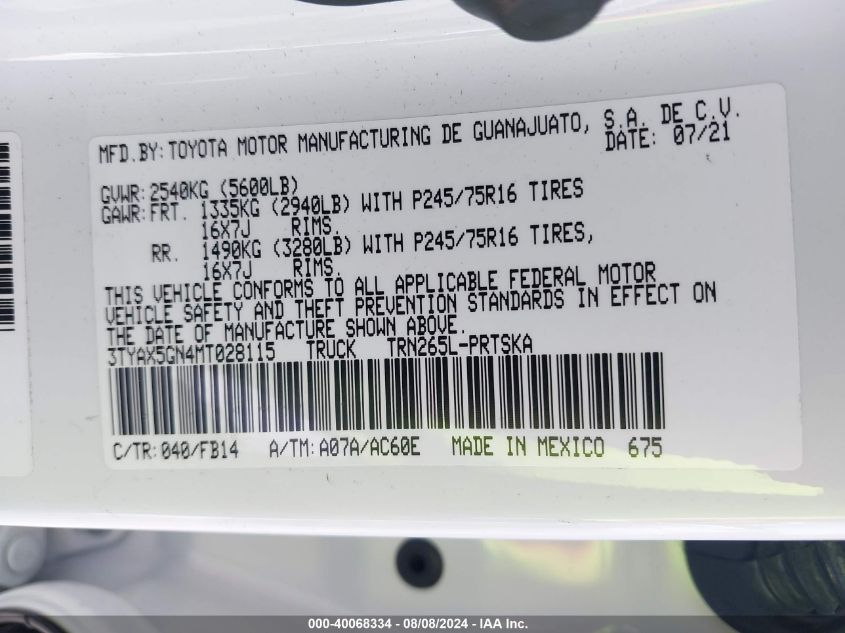 MFD.BY: TOYOTA MOTOR MANUFACTURING DE GUANAJUATO, S.A. DE C.V.
DATE: 07/21
GVWR: 2540KG (5600LB)
GAWR: FRT. 1335KG (2940LB) WITH P245/75R16 TIRES
16X7J RIMS.
RR. 1490KG (3280LB) WITH P245/75R16 TIRES,
16X7J RIMS.
THIS VEHICLE CONFORMS TO ALL APPLICABLE FEDERAL MOTOR
VEHICLE SAFETY AND THEFT PREVENTION STANDARDS IN EFFECT ON
THE DATE OF MANUFACTURE SHOWN ABOVE.
3TYAX5GN4MT028115 TRUCK TRN265L-PRTSKA
C/TR: 040/FB14 A/TM: A07A/AC60E MADE IN MEXICO 675
000-40068334 - 08/08/2024 - IAA Inc.